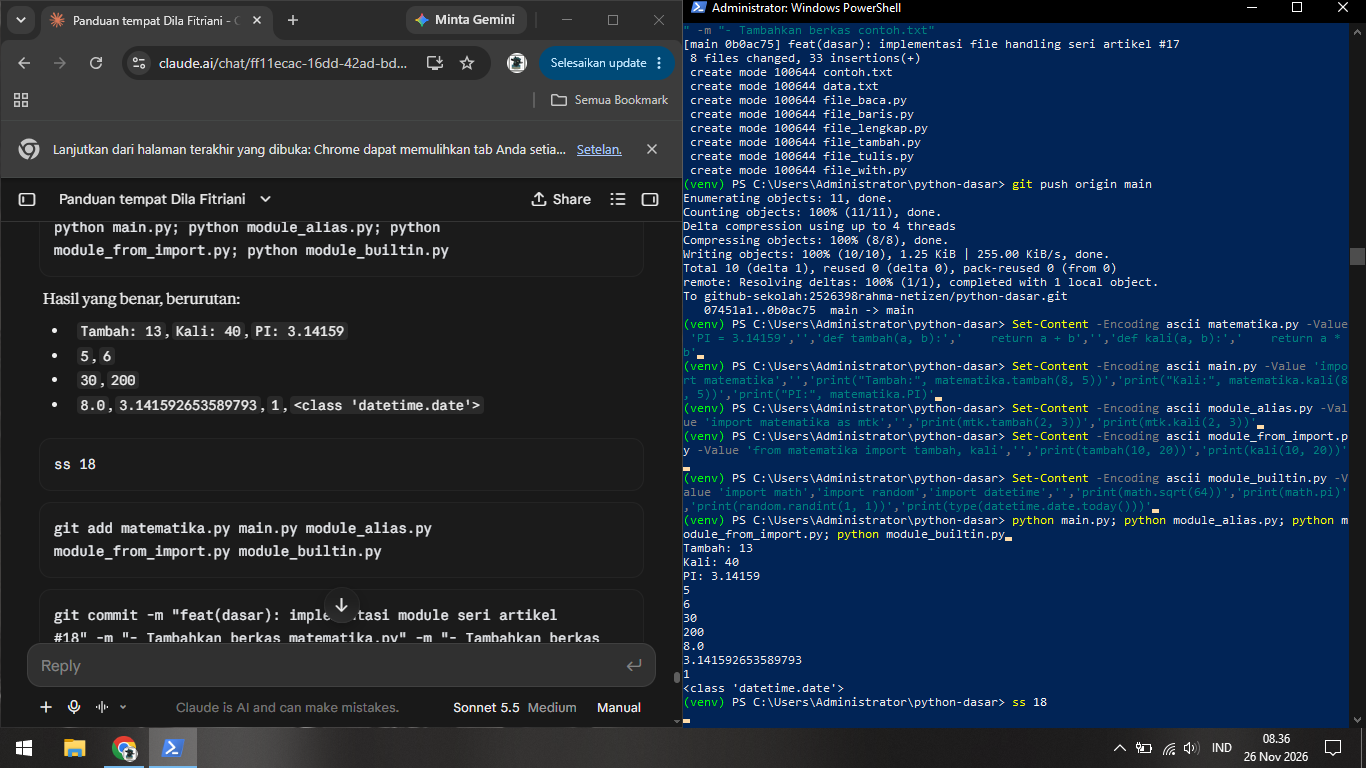 Panduan tempat Dila Fitriani - C
Minta Gemini
claude.ai/chat/ff11ecac-16dd-42ad-bd...
Selesaikan update
Semua Bookmark
Lanjutkan dari halaman terakhir yang dibuka: Chrome dapat memulihkan tab Anda setia...
Setelan.
Panduan tempat Dila Fitriani
Share
python main.py; python module_alias.py; python
module_from_import.py; python module_builtin.py
Hasil yang benar, berurutan:
• Tambah: 13, Kali: 40, PI: 3.14159
• 5, 6
• 30, 200
• 8.0, 3.141592653589793, 1, <class 'datetime.date'>
ss 18
git add matematika.py main.py module_alias.py
module_from_import.py module_builtin.py
git commit -m "feat(dasar): implementasi module seri artikel
#18" -m "- Tambahkan berkas matematika.py" -m "- Tambahkan berkas
Reply
Claude is AI and can make mistakes.
Sonnet 5.5 Medium
Manual
Administrator: Windows PowerShell
" -m "- Tambahkan berkas contoh.txt"
[main 0b0ac75] feat(dasar): implementasi file handling seri artikel #17
8 files changed, 33 insertions(+)
create mode 100644 contoh.txt
create mode 100644 data.txt
create mode 100644 file_baca.py
create mode 100644 file_baris.py
create mode 100644 file_lengkap.py
create mode 100644 file_tambah.py
create mode 100644 file_tulis.py
create mode 100644 file_with.py
(venv) PS C:\Users\Administrator\python-dasar> git push origin main
Enumerating objects: 11, done.
Counting objects: 100% (11/11), done.
Delta compression using up to 4 threads
Compressing objects: 100% (8/8), done.
Writing objects: 100% (10/10), 1.25 KiB | 255.00 KiB/s, done.
Total 10 (delta 1), reused 0 (delta 0), pack-reused 0 (from 0)
remote: Resolving deltas: 100% (1/1), completed with 1 local object.
To github-sekolah:2526398rahma-netizen/python-dasar.git
07451a1..0b0ac75 main -> main
(venv) PS C:\Users\Administrator\python-dasar> Set-Content -Encoding ascii matematika.py -Value
'PI = 3.14159','','def tambah(a, b):','    return a + b','','def kali(a, b):','    return a *
b'
(venv) PS C:\Users\Administrator\python-dasar> Set-Content -Encoding ascii main.py -Value 'impo
rt matematika','','print("Tambah:", matematika.tambah(8, 5))','print("Kali:", matematika.kali(8
, 5))','print("PI:", matematika.PI)'
(venv) PS C:\Users\Administrator\python-dasar> Set-Content -Encoding ascii module_alias.py -Val
ue 'import matematika as mtk','','print(mtk.tambah(2, 3))','print(mtk.kali(2, 3))'
(venv) PS C:\Users\Administrator\python-dasar> Set-Content -Encoding ascii module_from_import.p
y -Value 'from matematika import tambah, kali','','print(tambah(10, 20))','print(kali(10, 20))'
(venv) PS C:\Users\Administrator\python-dasar> Set-Content -Encoding ascii module_builtin.py -V
alue 'import math','import random','import datetime','','print(math.sqrt(64))','print(math.pi)'
,'print(random.randint(1, 1))','print(type(datetime.date.today()))'
(venv) PS C:\Users\Administrator\python-dasar> python main.py; python module_alias.py; python m
odule_from_import.py; python module_builtin.py
Tambah: 13
Kali: 40
PI: 3.14159
5
6
30
200
8.0
3.141592653589793
1
<class 'datetime.date'>
(venv) PS C:\Users\Administrator\python-dasar> ss 18
IND
08.36
26 Nov 2026